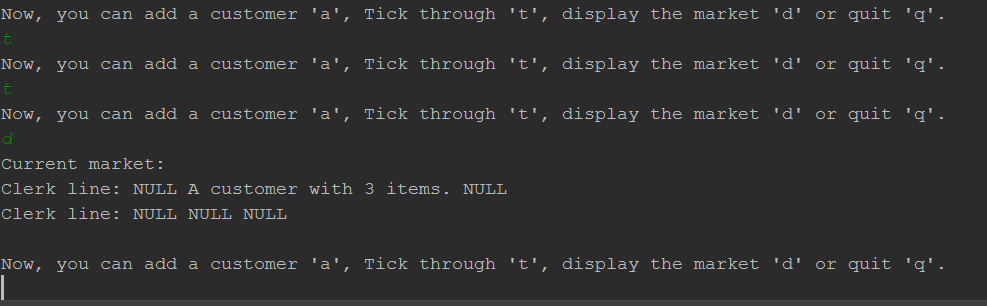 Now, you can add a customer 'a', Tick through 't', display the market 'd' or quit 'q'.
t
Now, you can add a customer 'a', Tick through 't', display the market 'd' or quit 'q'.
t
Now, you can add a customer 'a', Tick through 't', display the market 'd' or quit 'q'.
d
Current market:
Clerk line: NULL A customer with 3 items. NULL
Clerk line: NULL NULL NULL
Now, you can add a customer 'a', Tick through 't', display the market 'd' or quit 'q'.